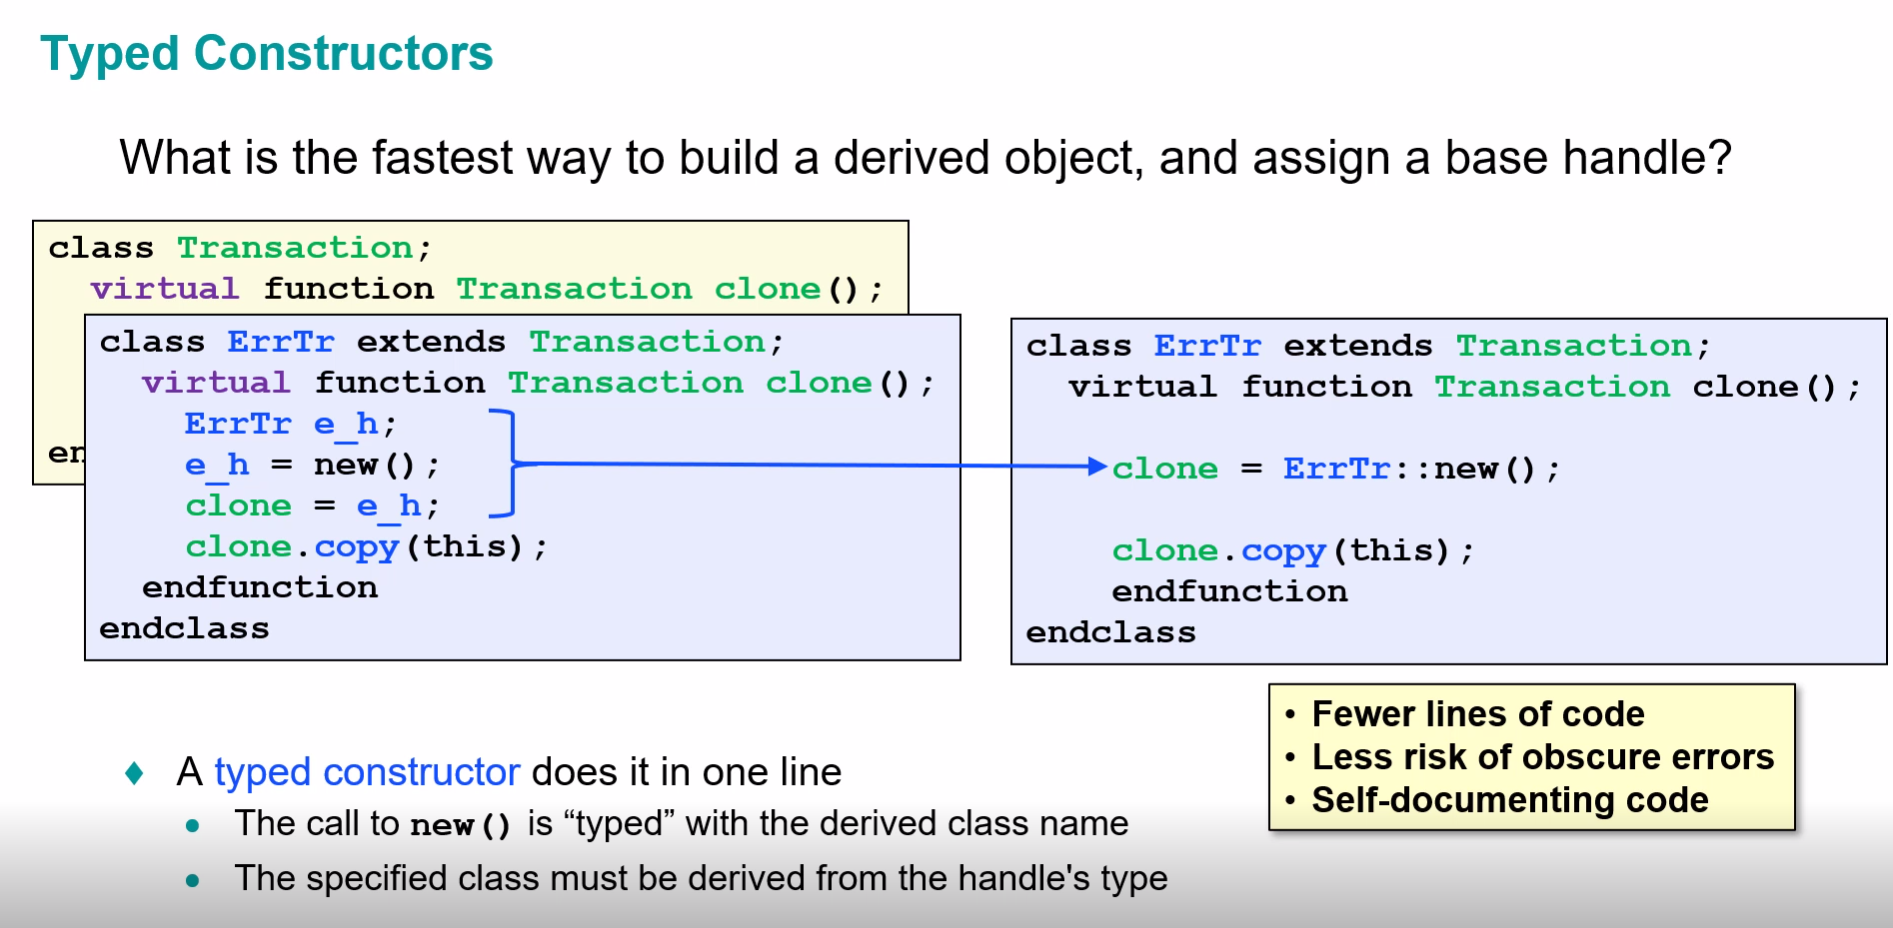 Typed Constructors
What is the fastest way to build a derived object, and assign a base handle?
class Transaction;
virtual function Transaction clone();
en
class ErrTr extends Transaction;
virtual function Transaction clone();
ErrTr e_h;
e_h = new();
clone = e_h;
clone.copy(this);
endfunction
endclass
class ErrTr extends Transaction;
virtual function Transaction clone();
clone = ErrTr::new();
clone.copy(this);
endfunction
endclass
• Fewer lines of code
• Less risk of obscure errors
• Self-documenting code
♦ A typed constructor does it in one line
• The call to new() is “typed” with the derived class name
• The specified class must be derived from the handle's type